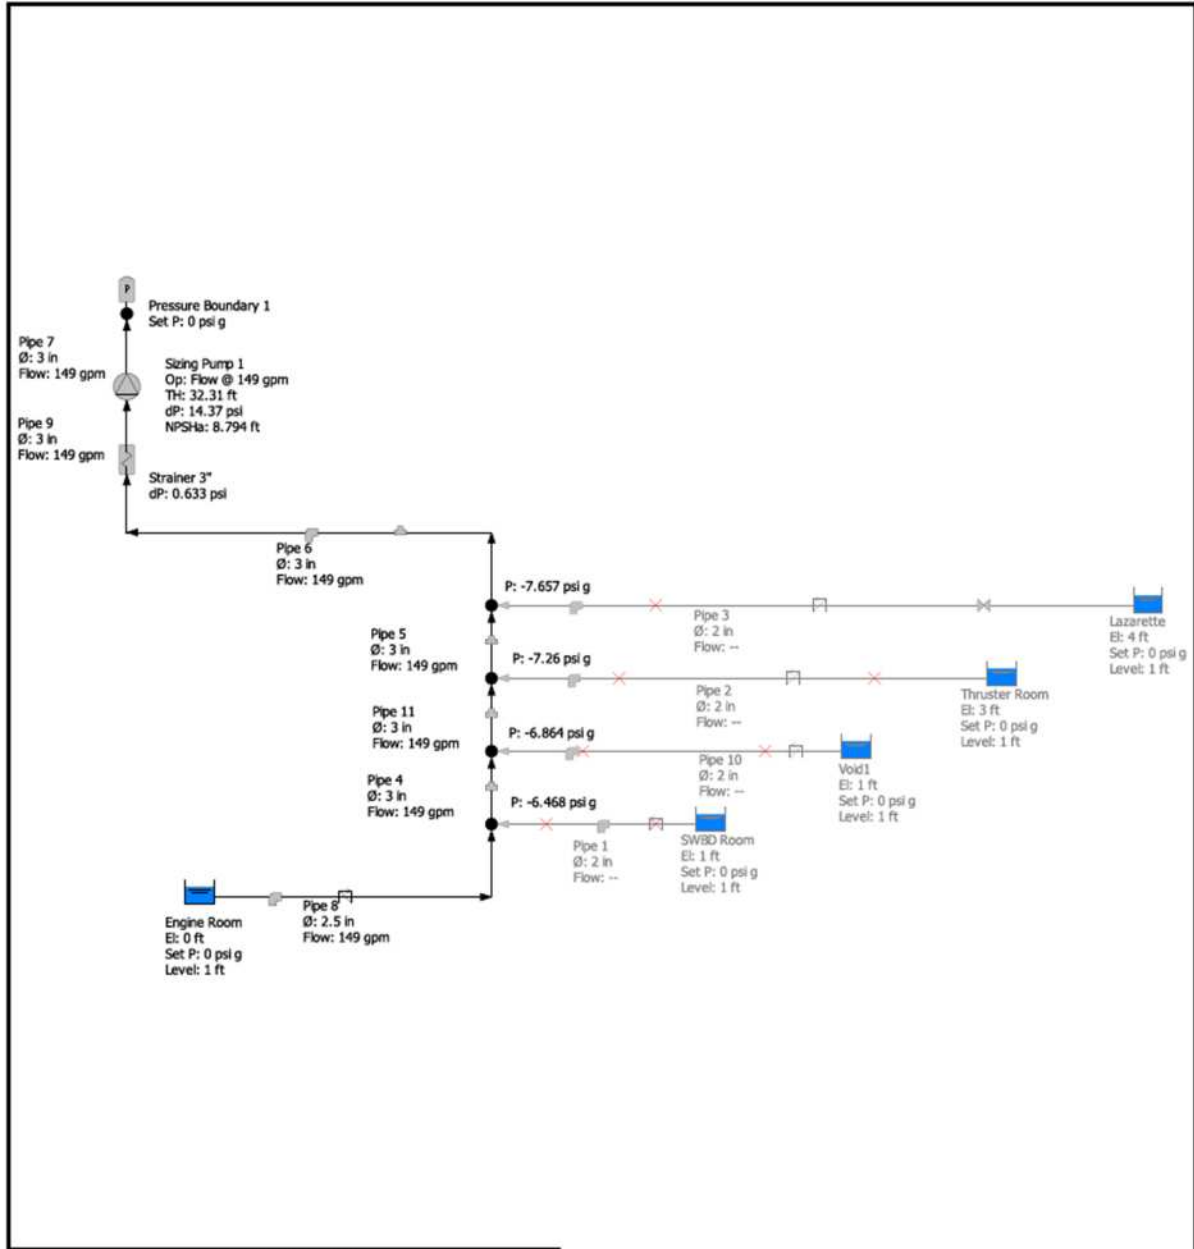 P
Pressure Boundary 1
Set P: 0 psi g
Pipe 7
Ø: 3 in
Flow: 149 gpm
Sizing Pump 1
Op: Flow @ 149 gpm
TH: 32.31 ft
dP: 14.37 psi
NPSHa: 8.794 ft
Pipe 9
Ø: 3 in
Flow: 149 gpm
Strainer 3"
dP: 0.633 psi
Pipe 6
Ø: 3 in
Flow: 149 gpm
P: -7.657 psi g
Pipe 3
Ø: 2 in
Flow: --
Lazarette
El: 4 ft
Set P: 0 psi g
Level: 1 ft
Pipe 5
Ø: 3 in
Flow: 149 gpm
P: -7.26 psi g
Pipe 2
Ø: 2 in
Flow: --
Thruster Room
El: 3 ft
Set P: 0 psi g
Level: 1 ft
Pipe 11
Ø: 3 in
Flow: 149 gpm
P: -6.864 psi g
Pipe 10
Ø: 2 in
Flow: --
Void1
El: 1 ft
Set P: 0 psi g
Level: 1 ft
Pipe 4
Ø: 3 in
Flow: 149 gpm
P: -6.468 psi g
Pipe 1
Ø: 2 in
Flow: --
SWBD Room
El: 1 ft
Set P: 0 psi g
Level: 1 ft
Engine Room
El: 0 ft
Set P: 0 psi g
Level: 1 ft
Pipe 8
Ø: 2.5 in
Flow: 149 gpm